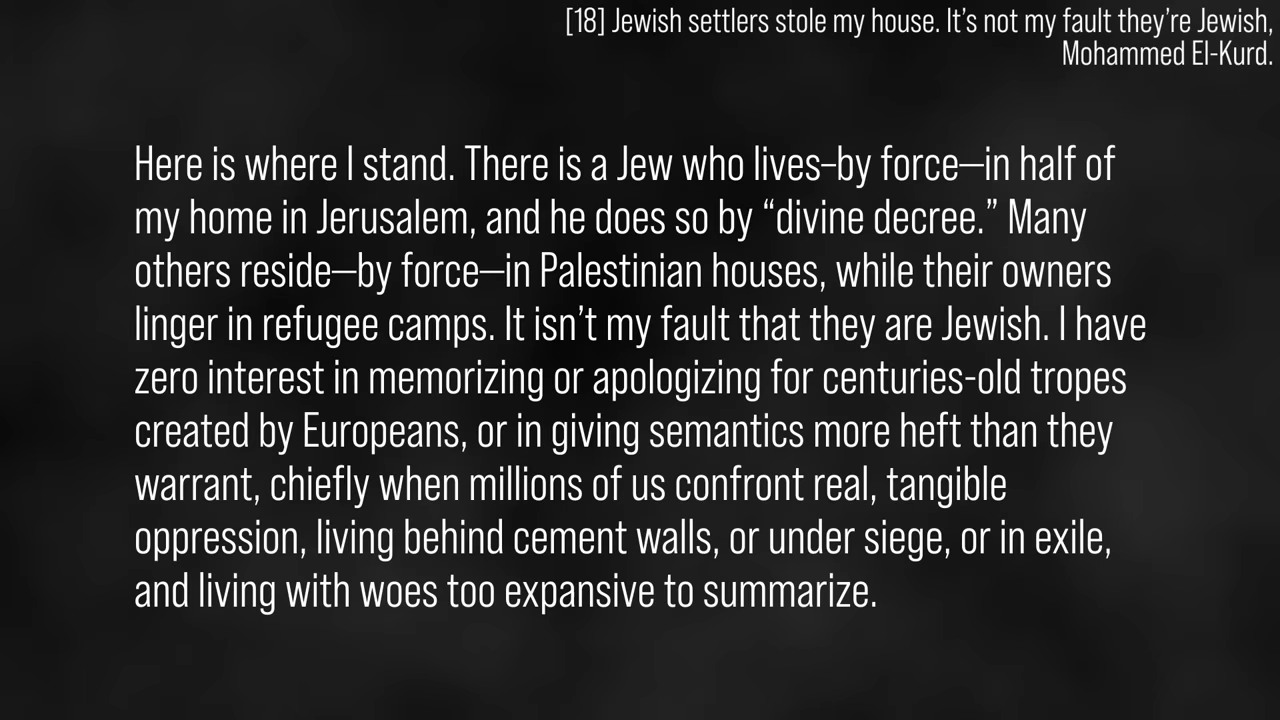 [18] Jewish settlers stole my house. It’s not my fault they’re Jewish,
Mohammed El-Kurd.
Here is where I stand. There is a Jew who lives–by force—in half of
my home in Jerusalem, and he does so by “divine decree.” Many
others reside—by force—in Palestinian houses, while their owners
linger in refugee camps. It isn’t my fault that they are Jewish. I have
zero interest in memorizing or apologizing for centuries-old tropes
created by Europeans, or in giving semantics more heft than they
warrant, chiefly when millions of us confront real, tangible
oppression, living behind cement walls, or under siege, or in exile,
and living with woes too expansive to summarize.